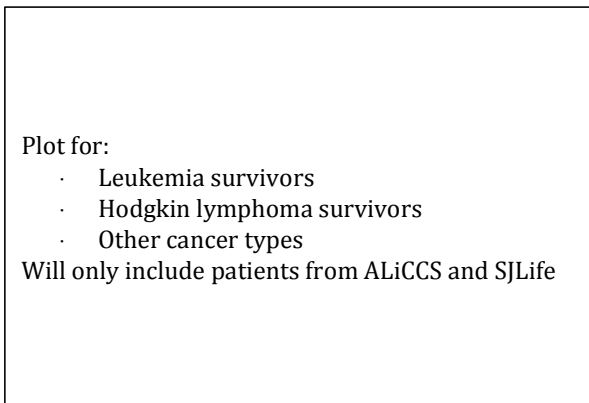 Plot for:
· Leukemia survivors
· Hodgkin lymphoma survivors
· Other cancer types
Will only include patients from ALiCCS and SJLife